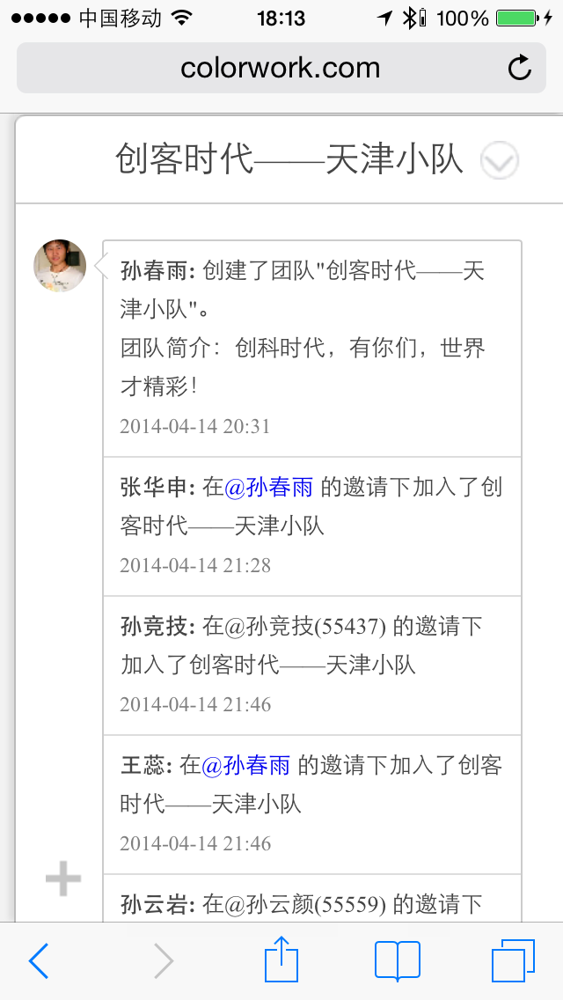 中国移动 18:13 100%
colorwork.com
创客时代——天津小队
孙春雨: 创建了团队"创客时代——天
津小队"。
团队简介：创科时代，有你们，世界
才精彩！
2014-04-14 20:31
张华申: 在@孙春雨 的邀请下加入了创
客时代——天津小队
2014-04-14 21:28
孙竞技: 在@孙竞技(55437) 的邀请下
加入了创客时代——天津小队
2014-04-14 21:46
王蕊: 在@孙春雨 的邀请下加入了创客
时代——天津小队
2014-04-14 21:46
孙云岩: 在@孙云颜(55559) 的邀请下